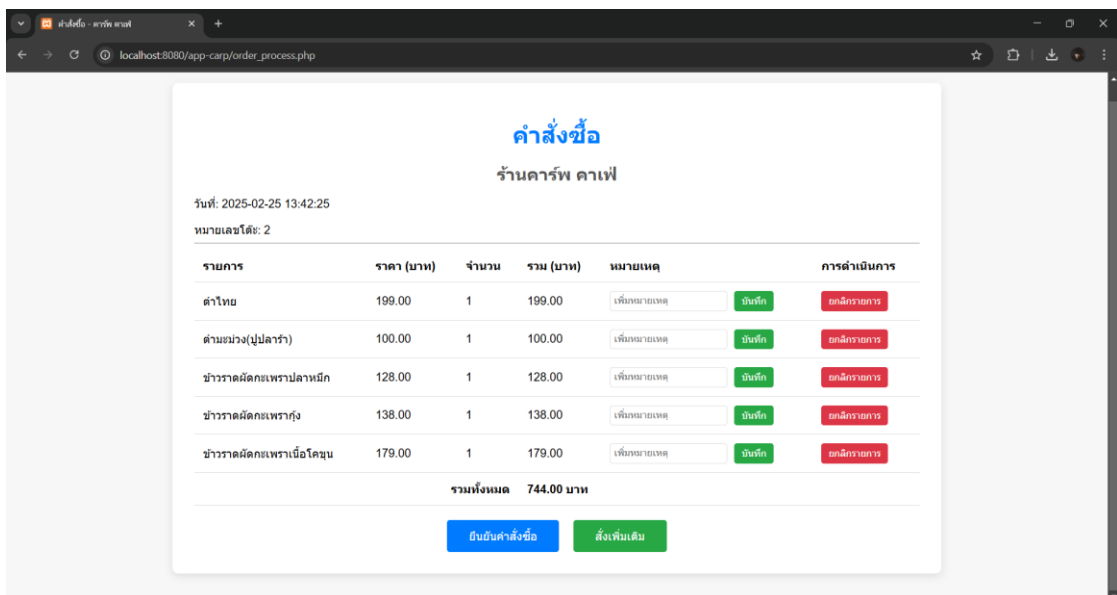 คำสั่งซื้อ - คาร์พ คาเฟ่
localhost:8080/app-carp/order_process.php
คำสั่งซื้อ
ร้านคาร์พ คาเฟ่
วันที่: 2025-02-25 13:42:25
หมายเลขโต๊ะ: 2
รายการ ราคา (บาท) จำนวน รวม (บาท) หมายเหตุ การดำเนินการ
ตำไทย 199.00 1 199.00 เพิ่มหมายเหตุ บันทึก ยกเลิกรายการ
ตำมะม่วง(ปูปลาร้า) 100.00 1 100.00 เพิ่มหมายเหตุ บันทึก ยกเลิกรายการ
ข้าวราดผัดกะเพราปลาหมึก 128.00 1 128.00 เพิ่มหมายเหตุ บันทึก ยกเลิกรายการ
ข้าวราดผัดกะเพรากุ้ง 138.00 1 138.00 เพิ่มหมายเหตุ บันทึก ยกเลิกรายการ
ข้าวราดผัดกะเพราเนื้อโคขุน 179.00 1 179.00 เพิ่มหมายเหตุ บันทึก ยกเลิกรายการ
รวมทั้งหมด 744.00 บาท
ยืนยันคำสั่งซื้อ สั่งเพิ่มเติม